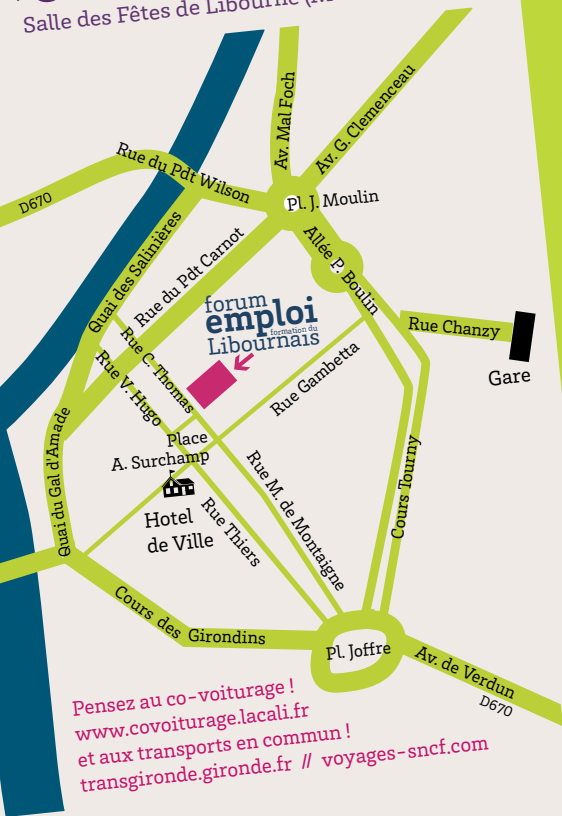 Salle des Fêtes de Libourne
Av. Mal Foch
Av. G. Clemenceau
Rue du Pdt Wilson
D670
Pl. J. Moulin
Quai des Salinières
Rue du Pdt Carnot
Allée P. Boulin
forum
emploi
formation du
Libournais
Rue Chanzy
Gare
Rue C. Thomas
Rue V. Hugo
Rue Gambetta
Quai du Gal d'Amade
Place
A. Surchamp
Hotel
de Ville
Rue Thiers
Rue M. de Montaigne
Cours Tourny
Cours des Girondins
Pl. Joffre
Av. de Verdun
D670
Pensez au co-voiturage !
www.covoiturage.lacali.fr
et aux transports en commun !
transgironde.gironde.fr // voyages-sncf.com